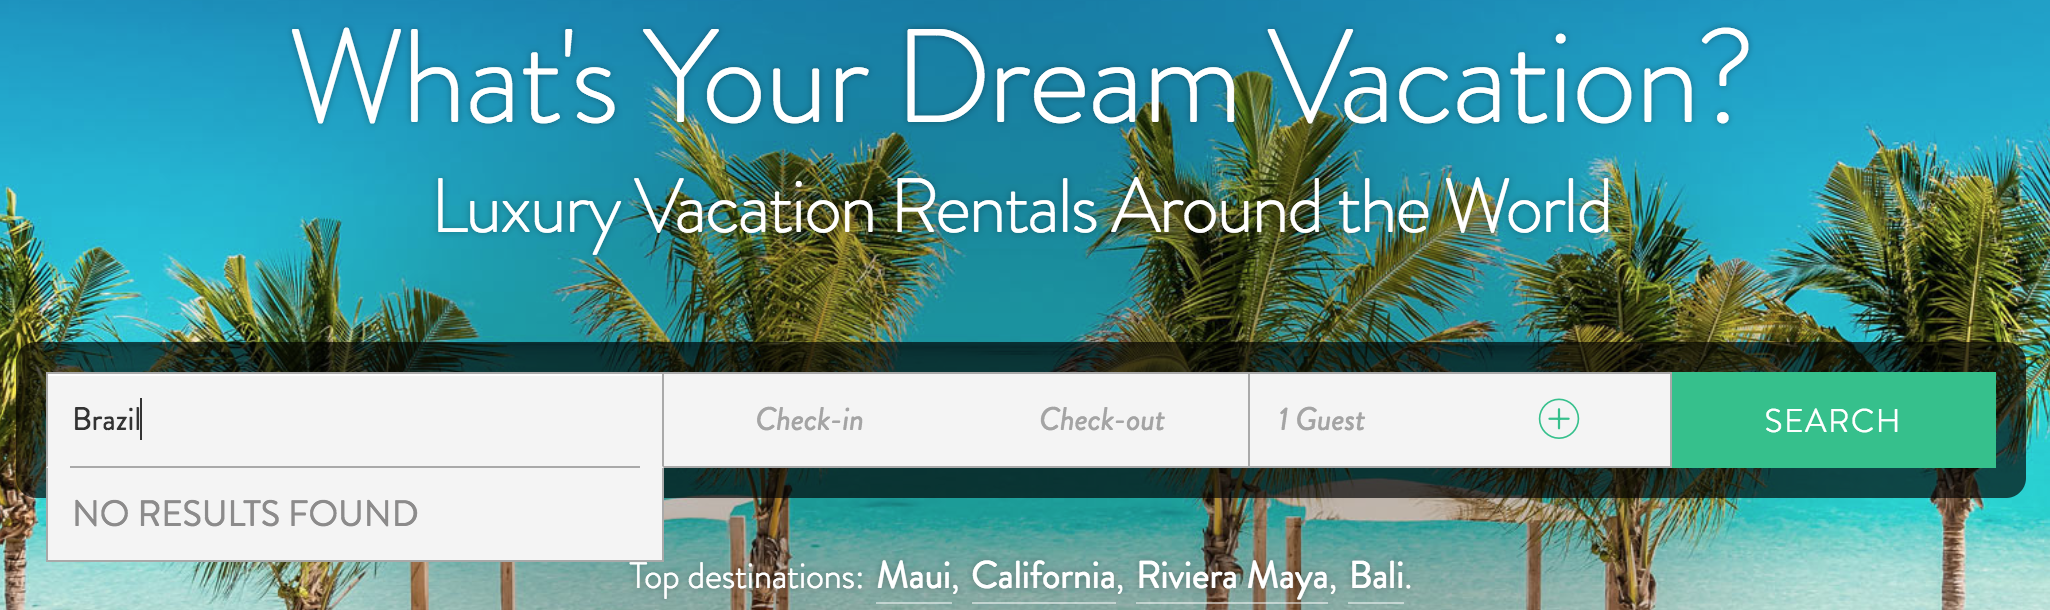 What's Your Dream Vacation?
Luxury Vacation Rentals Around the World
Brazil
Check-in
Check-out
1 Guest
SEARCH
NO RESULTS FOUND
Top destinations: Maui, California, Riviera Maya, Bali.